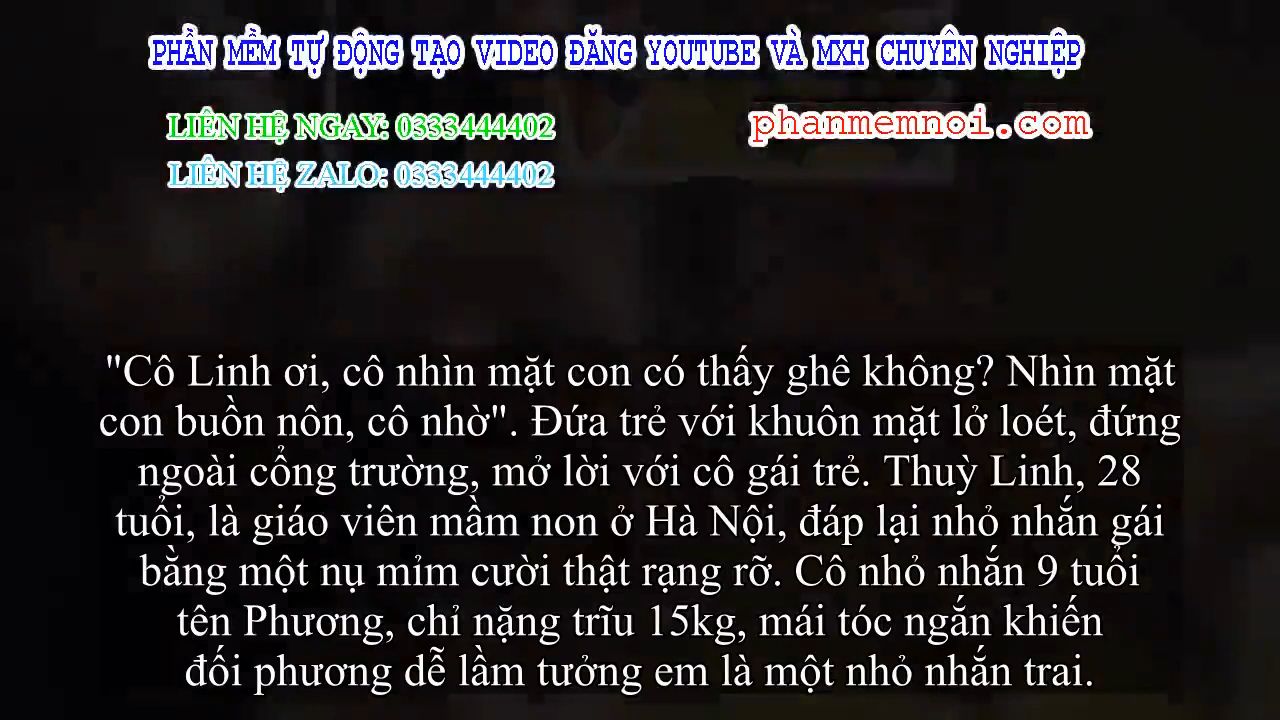 PHẦN MỀM TỰ ĐỘNG TẠO VIDEO ĐĂNG YOUTUBE VÀ MXH CHUYÊN NGHIỆP
LIÊN HỆ NGAY: 0333444402
phanmemnoi.com
LIÊN HỆ ZALO: 0333444402
"Cô Linh ơi, cô nhìn mặt con có thấy ghê không? Nhìn mặt
con buồn nôn, cô nhờ". Đứa trẻ với khuôn mặt lở loét, đứng
ngoài cổng trường, mở lời với cô gái trẻ. Thuỳ Linh, 28
tuổi, là giáo viên mầm non ở Hà Nội, đáp lại nhỏ nhắn gái
bằng một nụ mỉm cười thật rạng rỡ. Cô nhỏ nhắn 9 tuổi
tên Phương, chỉ nặng trĩu 15kg, mái tóc ngắn khiến
đối phương dễ lầm tưởng em là một nhỏ nhắn trai.